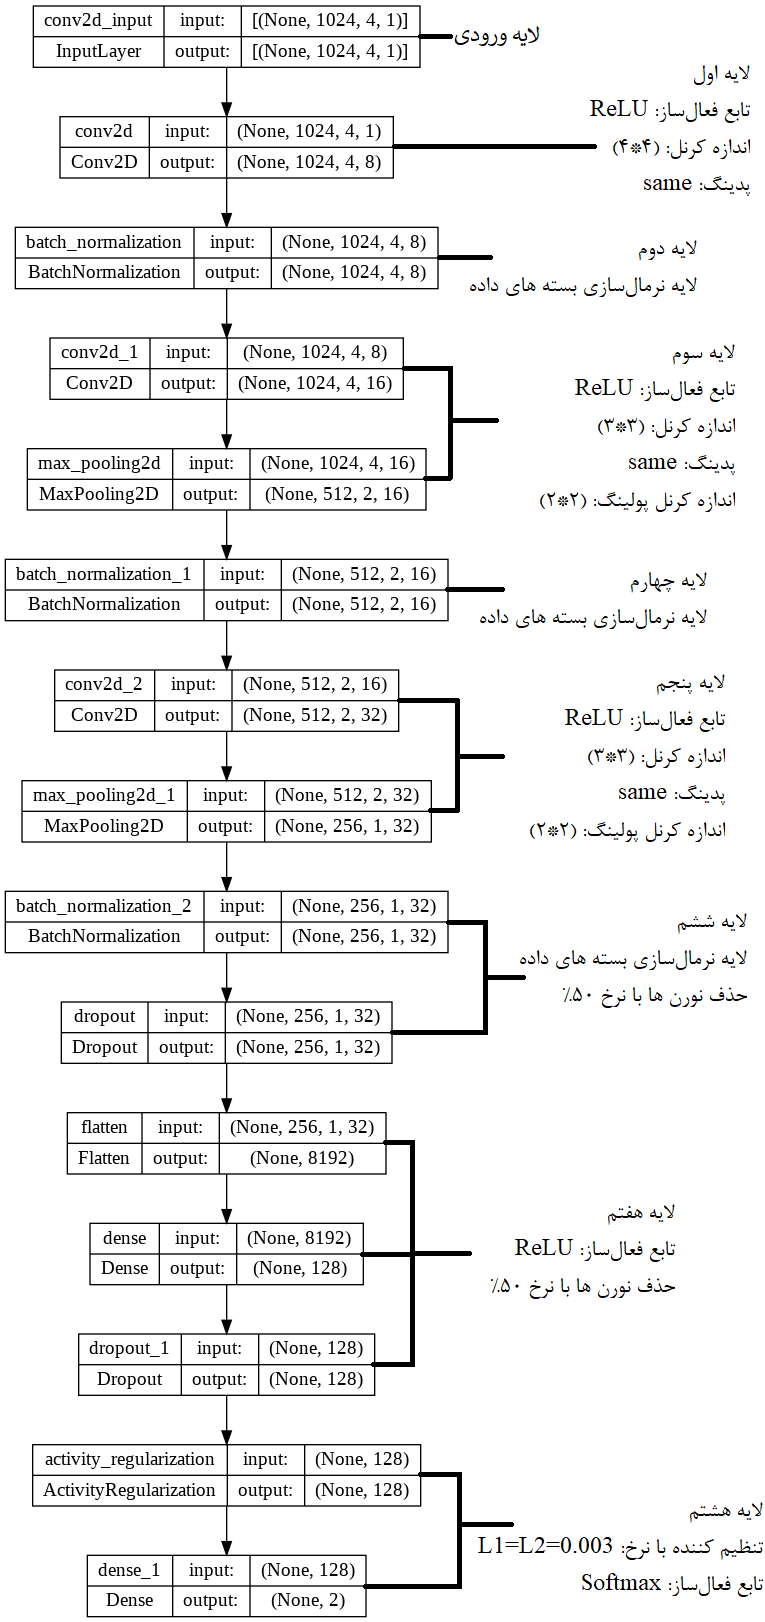 conv2d_input input: [(None, 1024, 4, 1)]
InputLayer output: [(None, 1024, 4, 1)]
لایه ورودی
conv2d input: (None, 1024, 4, 1)
Conv2D output: (None, 1024, 4, 8)
لایه اول
تابع فعال‌ساز: ReLU
اندازه کرنل: (۴*۴)
پدینگ: same
batch_normalization input: (None, 1024, 4, 8)
BatchNormalization output: (None, 1024, 4, 8)
لایه دوم
لایه نرمال‌سازی بسته های داده
conv2d_1 input: (None, 1024, 4, 8)
Conv2D output: (None, 1024, 4, 16)
max_pooling2d input: (None, 1024, 4, 16)
MaxPooling2D output: (None, 512, 2, 16)
لایه سوم
تابع فعال‌ساز: ReLU
اندازه کرنل: (۳*۳)
پدینگ: same
اندازه کرنل پولینگ: (۲*۲)
batch_normalization_1 input: (None, 512, 2, 16)
BatchNormalization output: (None, 512, 2, 16)
لایه چهارم
لایه نرمال‌سازی بسته های داده
conv2d_2 input: (None, 512, 2, 16)
Conv2D output: (None, 512, 2, 32)
max_pooling2d_1 input: (None, 512, 2, 32)
MaxPooling2D output: (None, 256, 1, 32)
لایه پنجم
تابع فعال‌ساز: ReLU
اندازه کرنل: (۳*۳)
پدینگ: same
اندازه کرنل پولینگ: (۲*۲)
batch_normalization_2 input: (None, 256, 1, 32)
BatchNormalization output: (None, 256, 1, 32)
dropout input: (None, 256, 1, 32)
Dropout output: (None, 256, 1, 32)
لایه ششم
لایه نرمال‌سازی بسته های داده
حذف نورن ها با نرخ ۵۰٪
flatten input: (None, 256, 1, 32)
Flatten output: (None, 8192)
dense input: (None, 8192)
Dense output: (None, 128)
dropout_1 input: (None, 128)
Dropout output: (None, 128)
لایه هفتم
تابع فعال‌ساز: ReLU
حذف نورن ها با نرخ ۵۰٪
activity_regularization input: (None, 128)
ActivityRegularization output: (None, 128)
dense_1 input: (None, 128)
Dense output: (None, 2)
لایه هشتم
تنظیم کننده با نرخ: L1=L2=0.003
تابع فعال‌ساز: Softmax